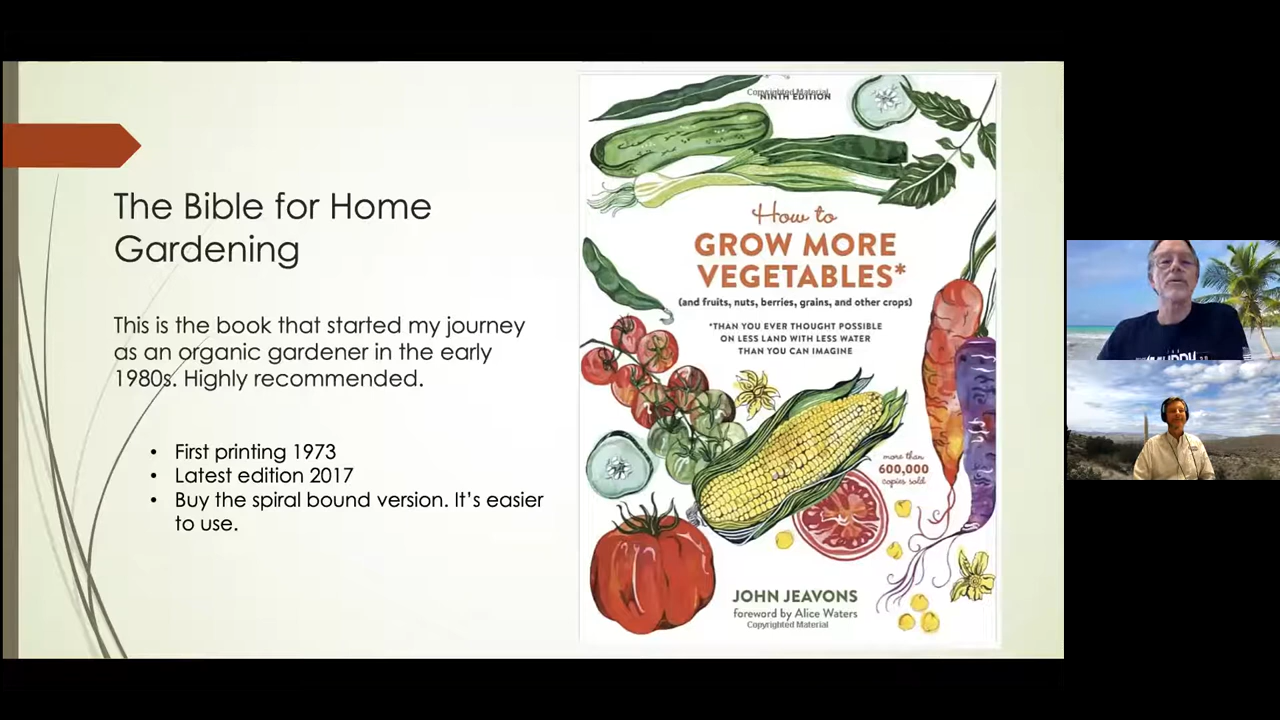 The Bible for Home
Gardening
This is the book that started my journey
as an organic gardener in the early
1980s. Highly recommended.
• First printing 1973
• Latest edition 2017
• Buy the spiral bound version. It's easier
to use.
Copyrighted Material
NINTH EDITION
How to
GROW MORE
VEGETABLES*
(and fruits, nuts, berries, grains, and other crops)
*THAN YOU EVER THOUGHT POSSIBLE
ON LESS LAND WITH LESS WATER
THAN YOU CAN IMAGINE
more than
600,000
copies sold
JOHN JEAVONS
foreword by Alice Waters
Copyrighted Material